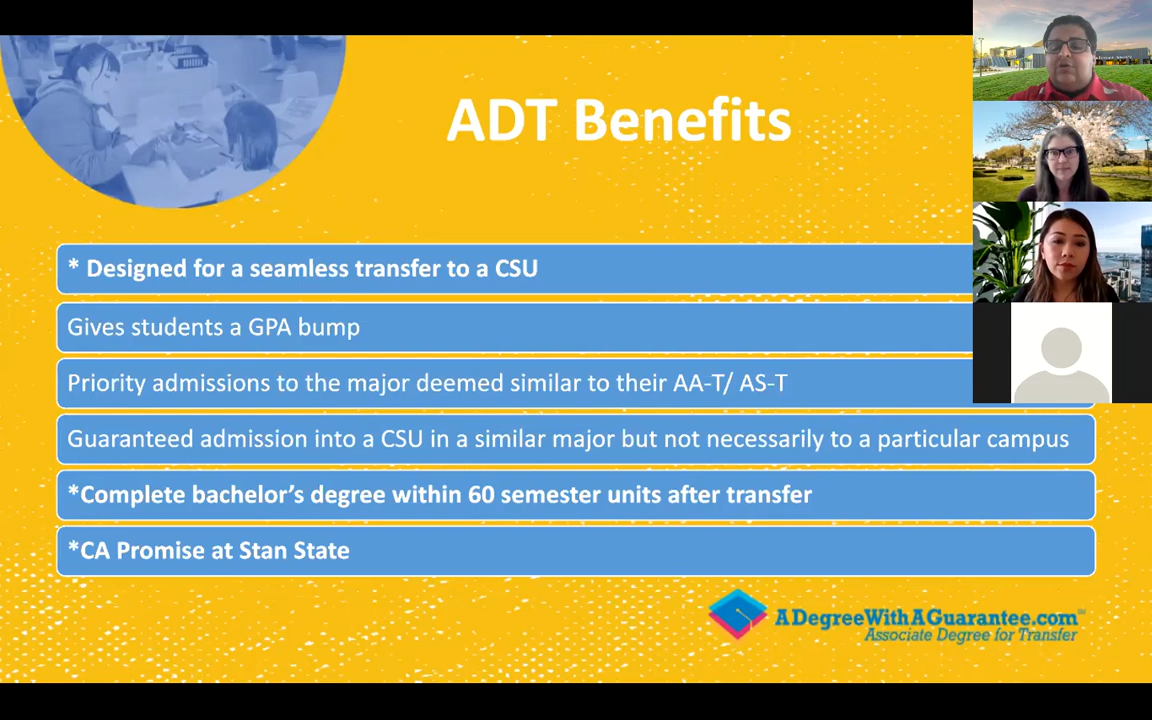 ADT Benefits
* Designed for a seamless transfer to a CSU
Gives students a GPA bump
Priority admissions to the major deemed similar to their AA-T/ AS-T
Guaranteed admission into a CSU in a similar major but not necessarily to a particular campus
*Complete bachelor’s degree within 60 semester units after transfer
*CA Promise at Stan State
ADegreeWithAGuarantee.com
Associate Degree for Transfer